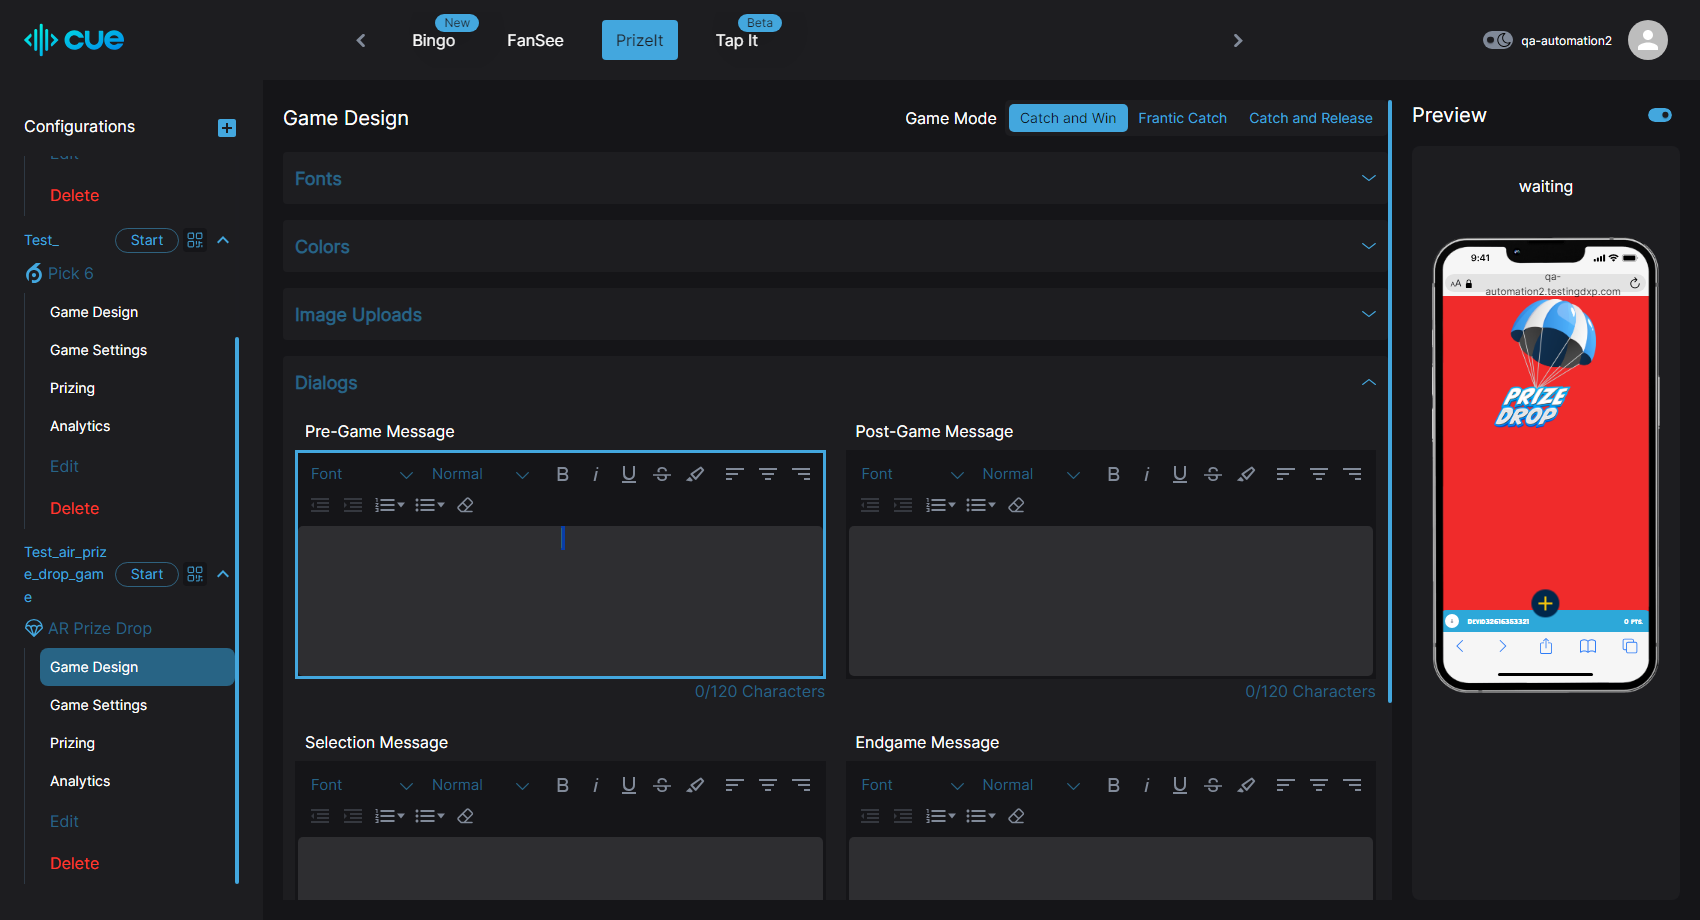 cue
New
Bingo
FanSee
PrizeIt
Beta
Tap It
qa-automation2
Configurations
Edit
Delete
Test_
Start
Pick 6
Game Design
Game Settings
Prizing
Analytics
Edit
Delete
Test_air_priz
e_drop_gam
e
Start
AR Prize Drop
Game Design
Game Settings
Prizing
Analytics
Edit
Delete
Game Design
Game Mode
Catch and Win
Frantic Catch
Catch and Release
Fonts
Colors
Image Uploads
Dialogs
Pre-Game Message
Font
Normal
B
i
U
0/120 Characters
Post-Game Message
Font
Normal
B
i
U
0/120 Characters
Selection Message
Font
Normal
B
i
U
Endgame Message
Font
Normal
B
i
U
Preview
waiting
9:41
AA
qa-
automation2.testingdxp.com
PRIZE
DROP
0 PTS.